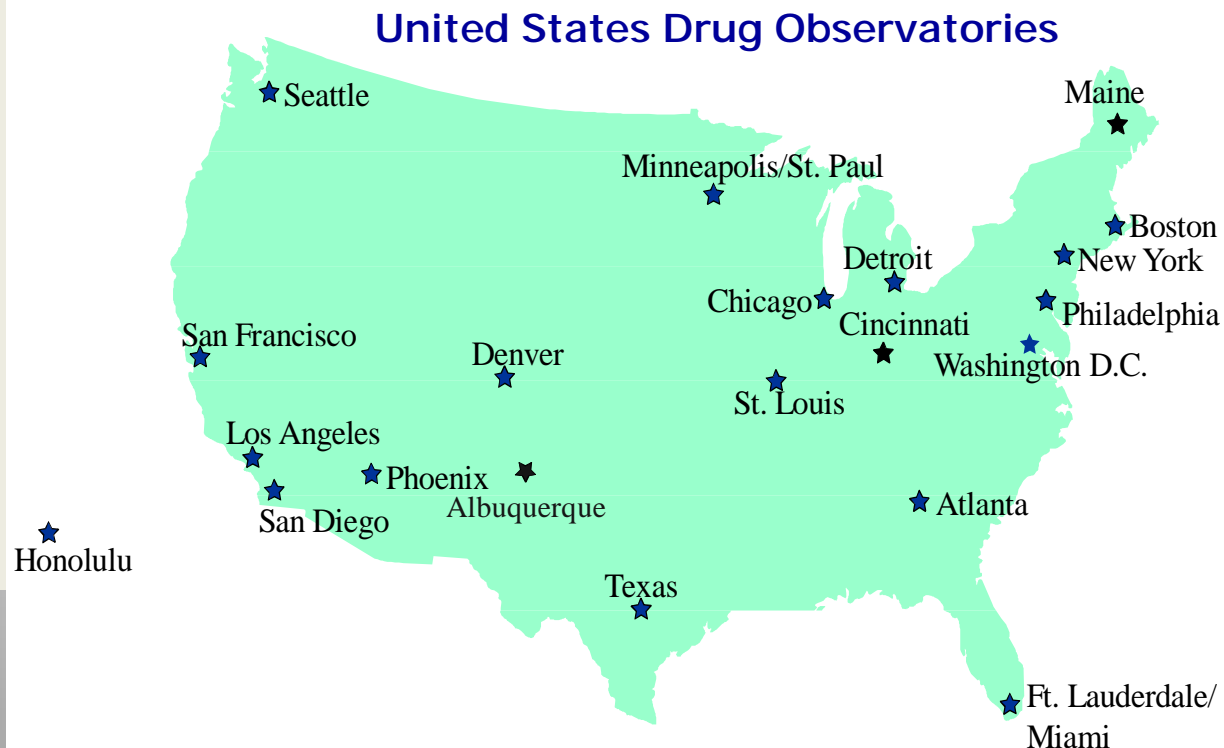 United States Drug Observatories
Seattle
Maine
Minneapolis/St. Paul
Boston
New York
Detroit
Chicago
Philadelphia
Cincinnati
San Francisco
Denver
Washington D.C.
St. Louis
Los Angeles
Phoenix
Albuquerque
Atlanta
San Diego
Honolulu
Texas
Ft. Lauderdale/
Miami